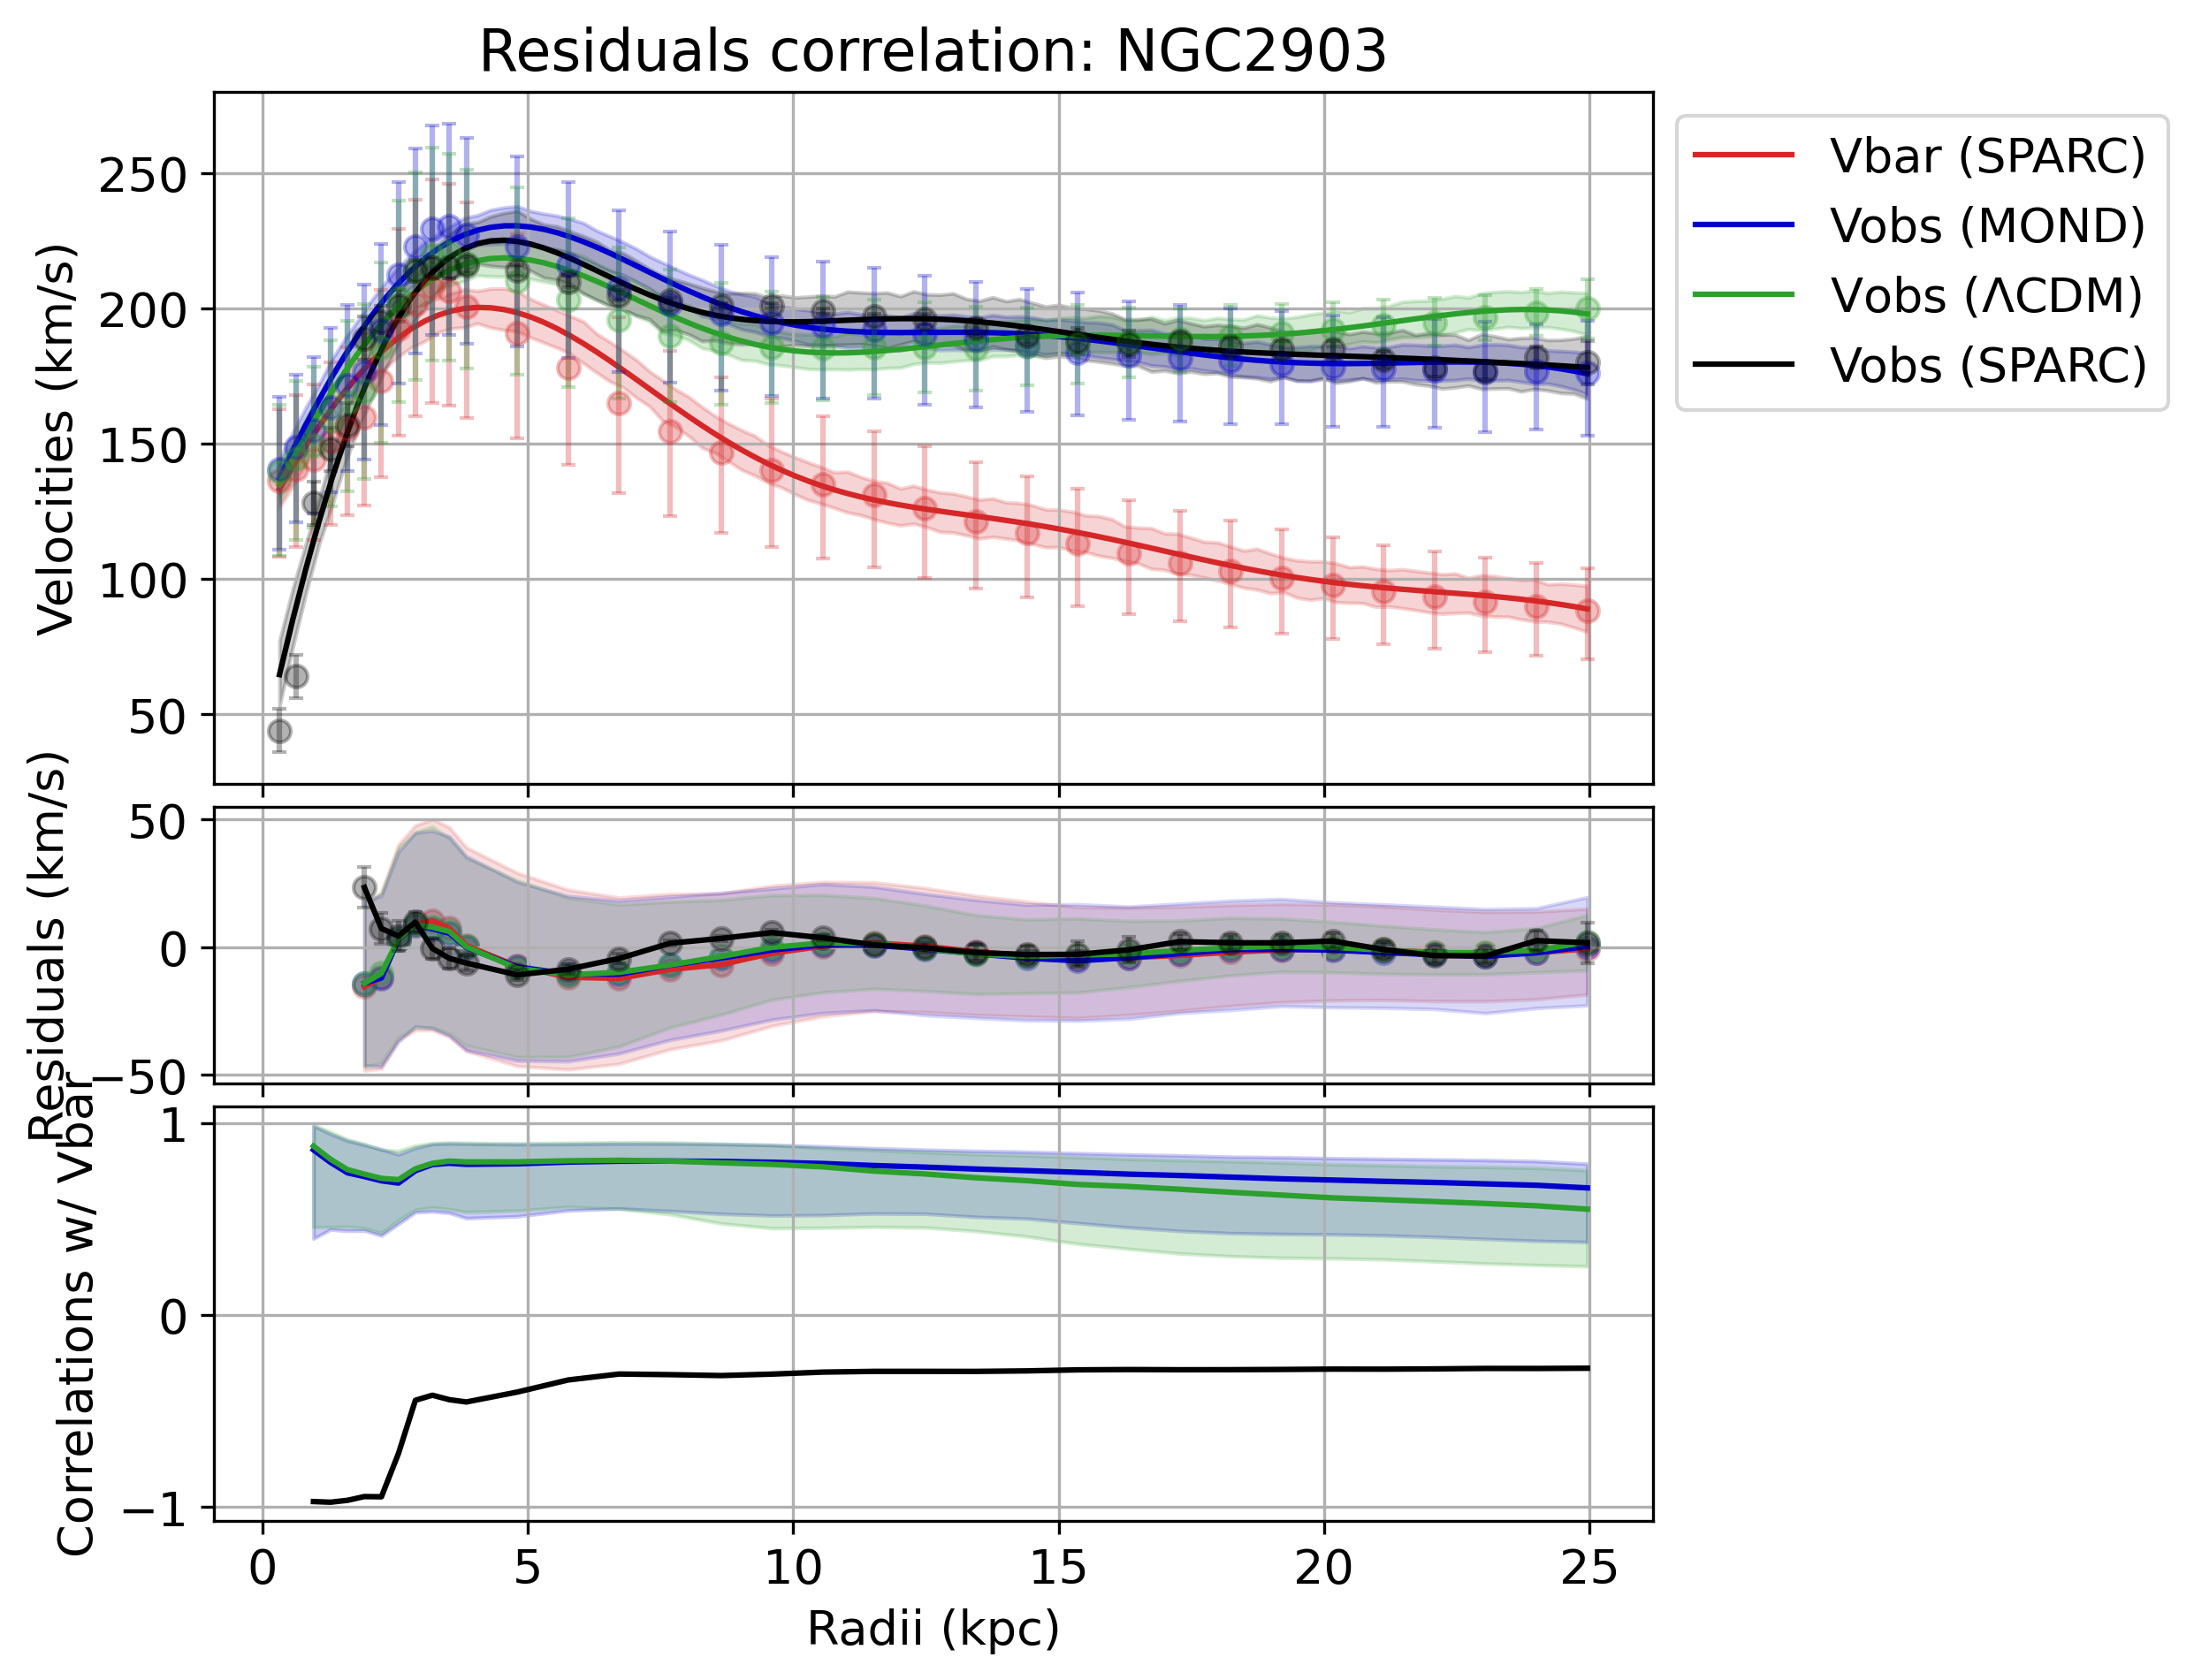 Residuals correlation: NGC2903
Velocities (km/s)
250
200
150
100
50
Vbar (SPARC)
Vobs (MOND)
Vobs (ΛCDM)
Vobs (SPARC)
Residuals (km/s)
50
0
−50
Correlations w/ Vbar
1
0
−1
0 5 10 15 20 25
Radii (kpc)